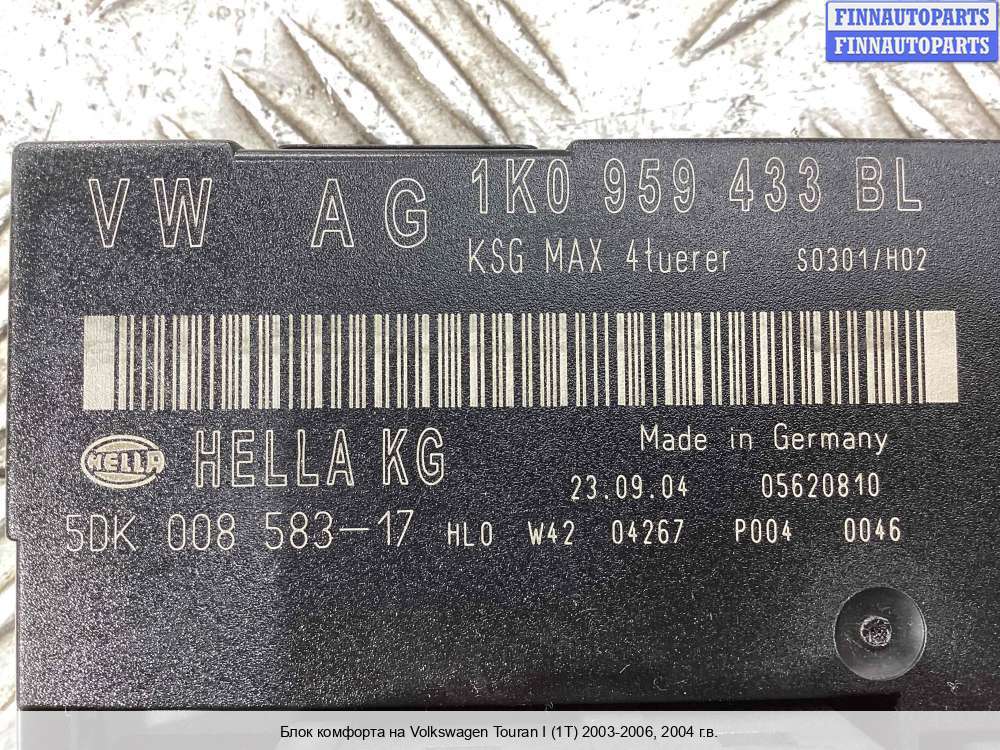 FINNAUTOPARTS
FINNAUTOPARTS
VW AG 1K0 959 433 BL
KSG MAX 4tuerer S0301/H02
HELLA HELLA KG Made in Germany
23.09.04 05620810
5DK 008 583-17 HL0 W42 04267 P004 0046
Блок комфорта на Volkswagen Touran I (1T) 2003-2006, 2004 г.в.